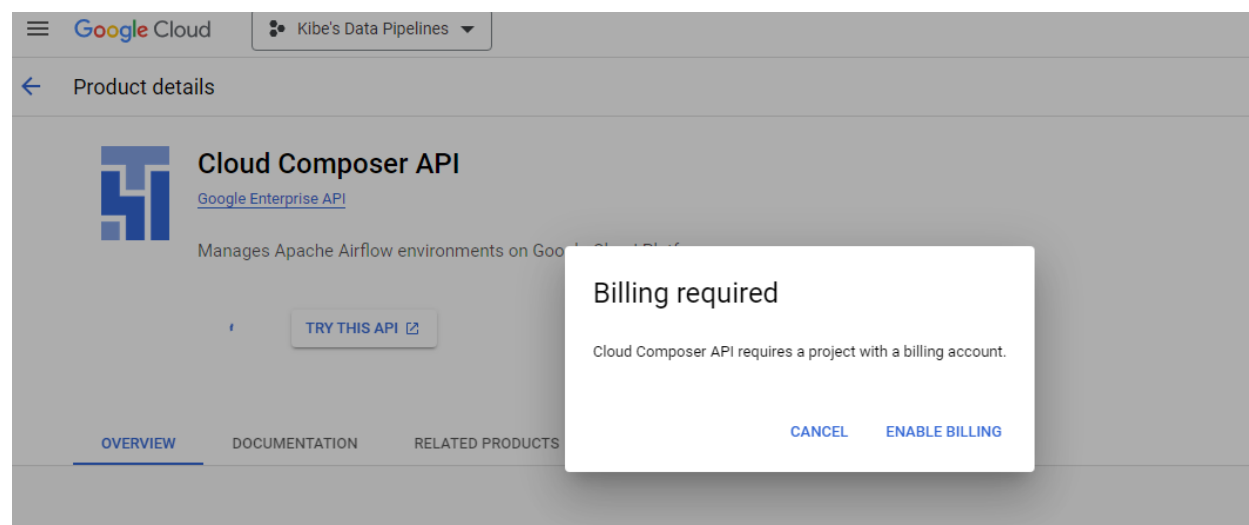 Google Cloud
Kibe's Data Pipelines
Product details
Cloud Composer API
Google Enterprise API
Manages Apache Airflow environments on Goo
Billing required
Cloud Composer API requires a project with a billing account.
TRY THIS API
CANCEL
ENABLE BILLING
OVERVIEW
DOCUMENTATION
RELATED PRODUCTS